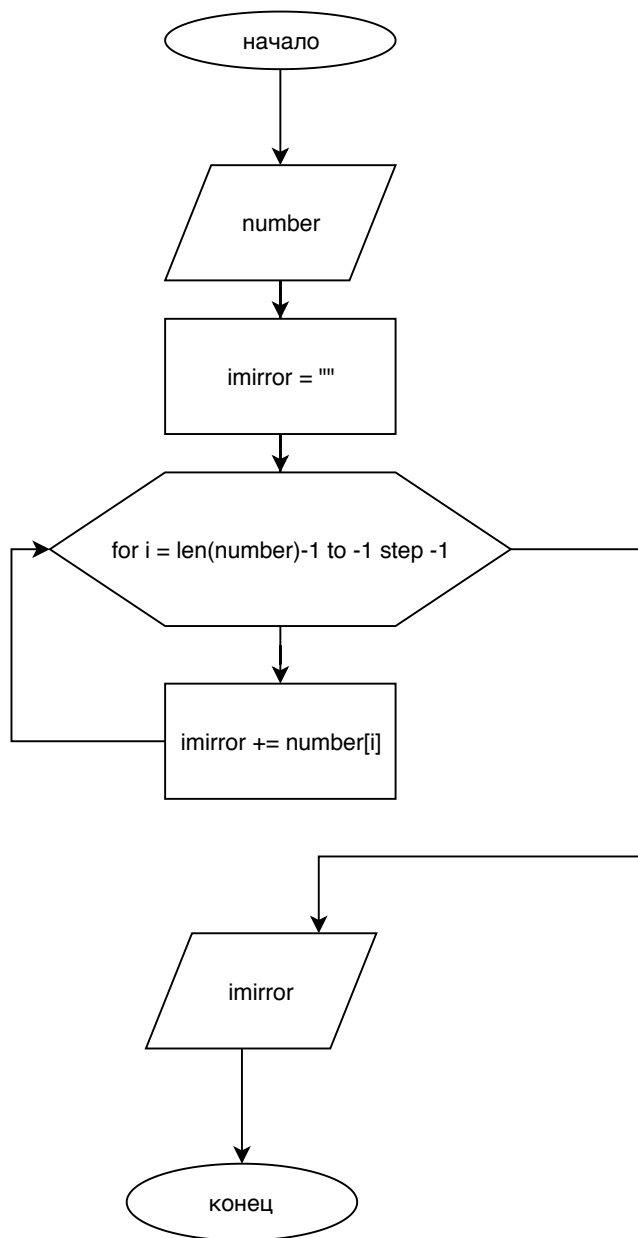 начало
number
imirror = ""
for i = len(number)-1 to -1 step -1
imirror += number[i]
imirror
конец